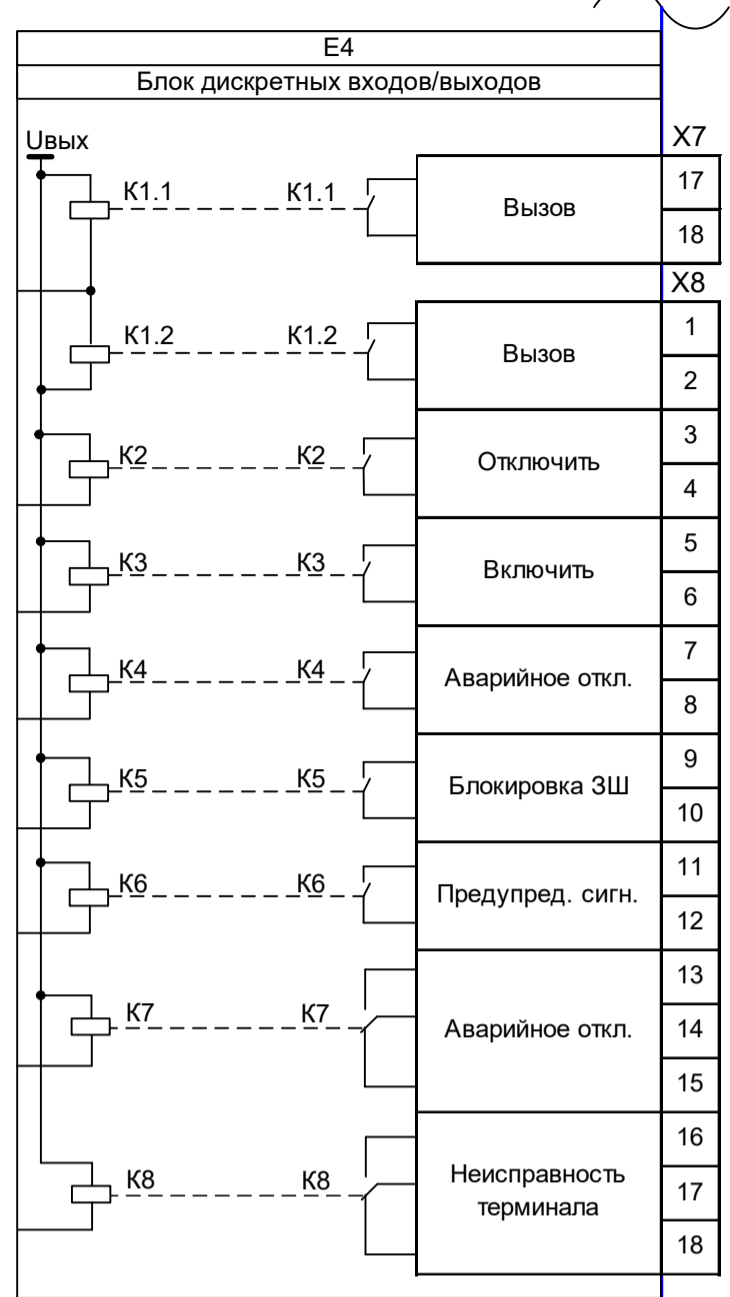 E4
Блок дискретных входов/выходов
Uвых
X7
K1.1 K1.1 Вызов 17
18
X8
K1.2 K1.2 Вызов 1
2
K2 K2 Отключить 3
4
K3 K3 Включить 5
6
K4 K4 Аварийное откл. 7
8
K5 K5 Блокировка ЗШ 9
10
K6 K6 Предупред. сигн. 11
12
13
K7 K7 Аварийное откл. 14
15
16
K8 K8 Неисправность 17
терминала
18